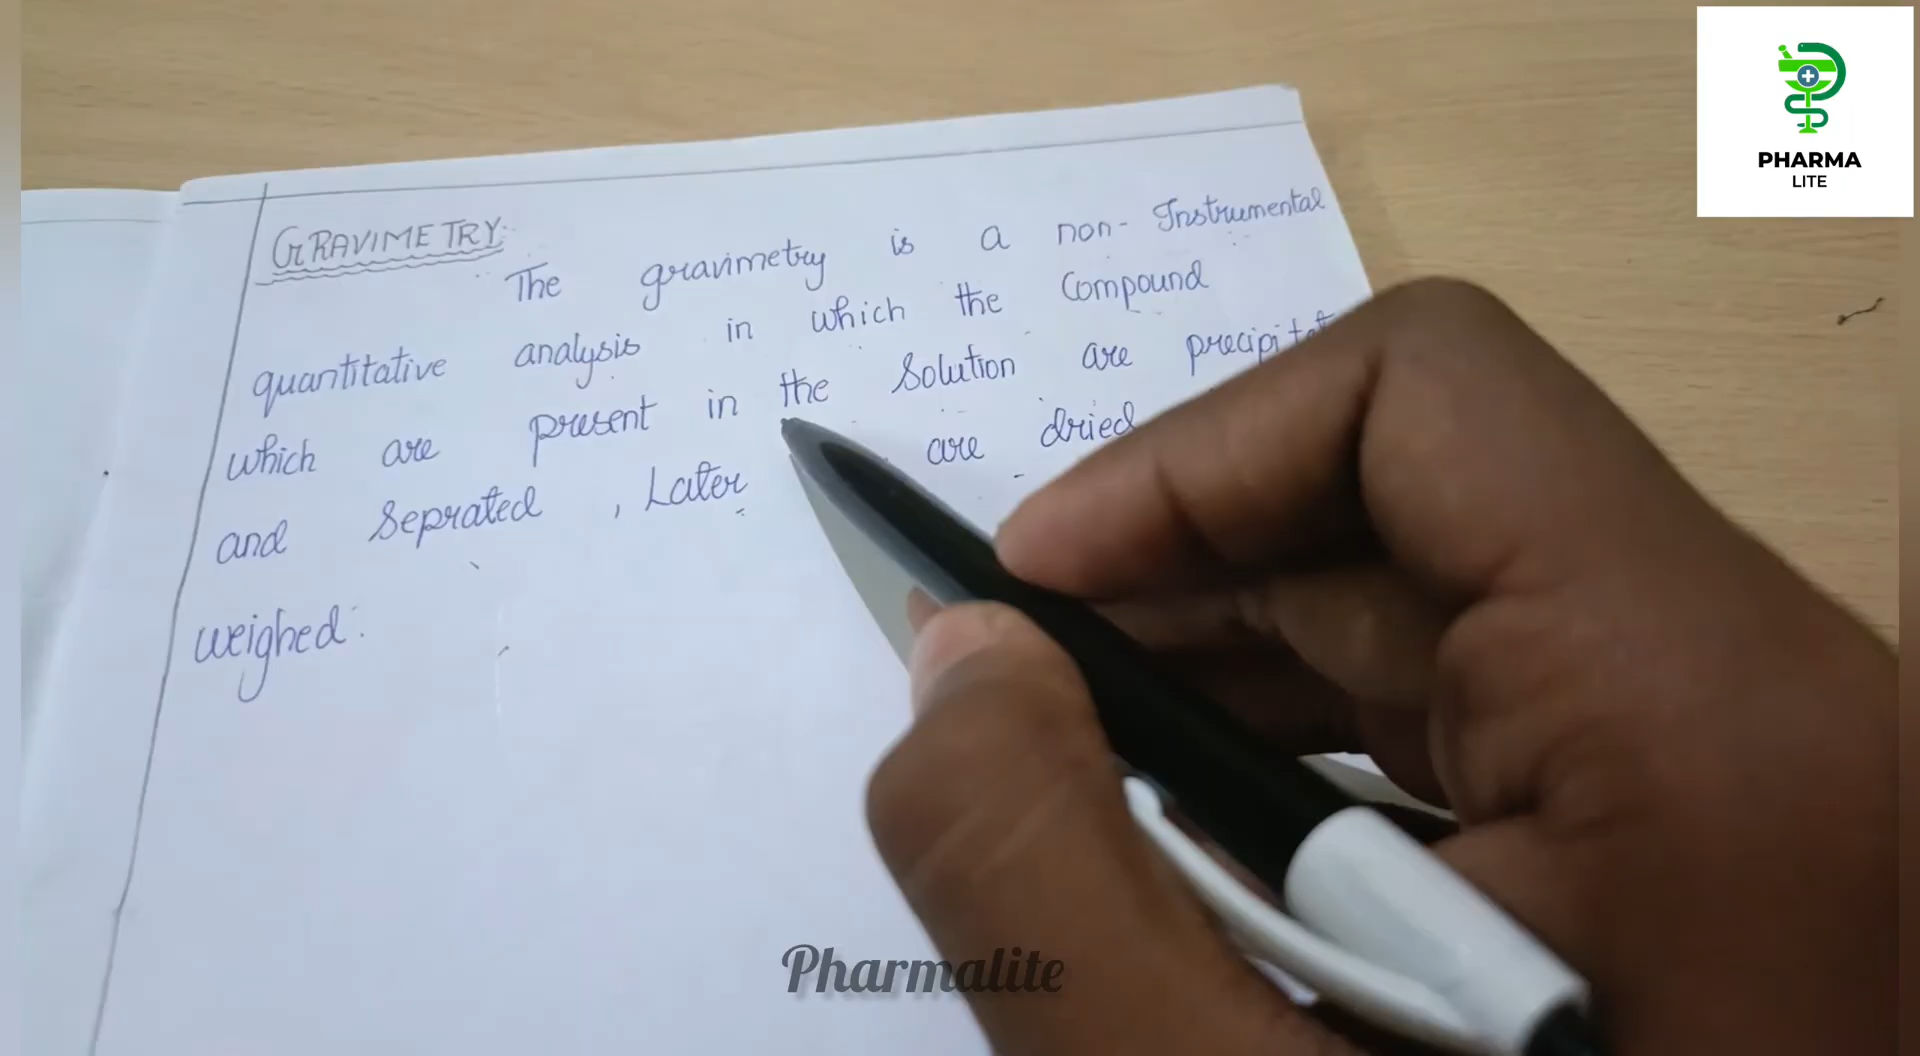 GRAVIMETRY:
The gravimetry is a non-Instrumental
quantitative analysis in which the Compound
which are present in the Solution are precipitat
and Seprated , Later are dried
weighed.
PHARMA
LITE
Pharmalite